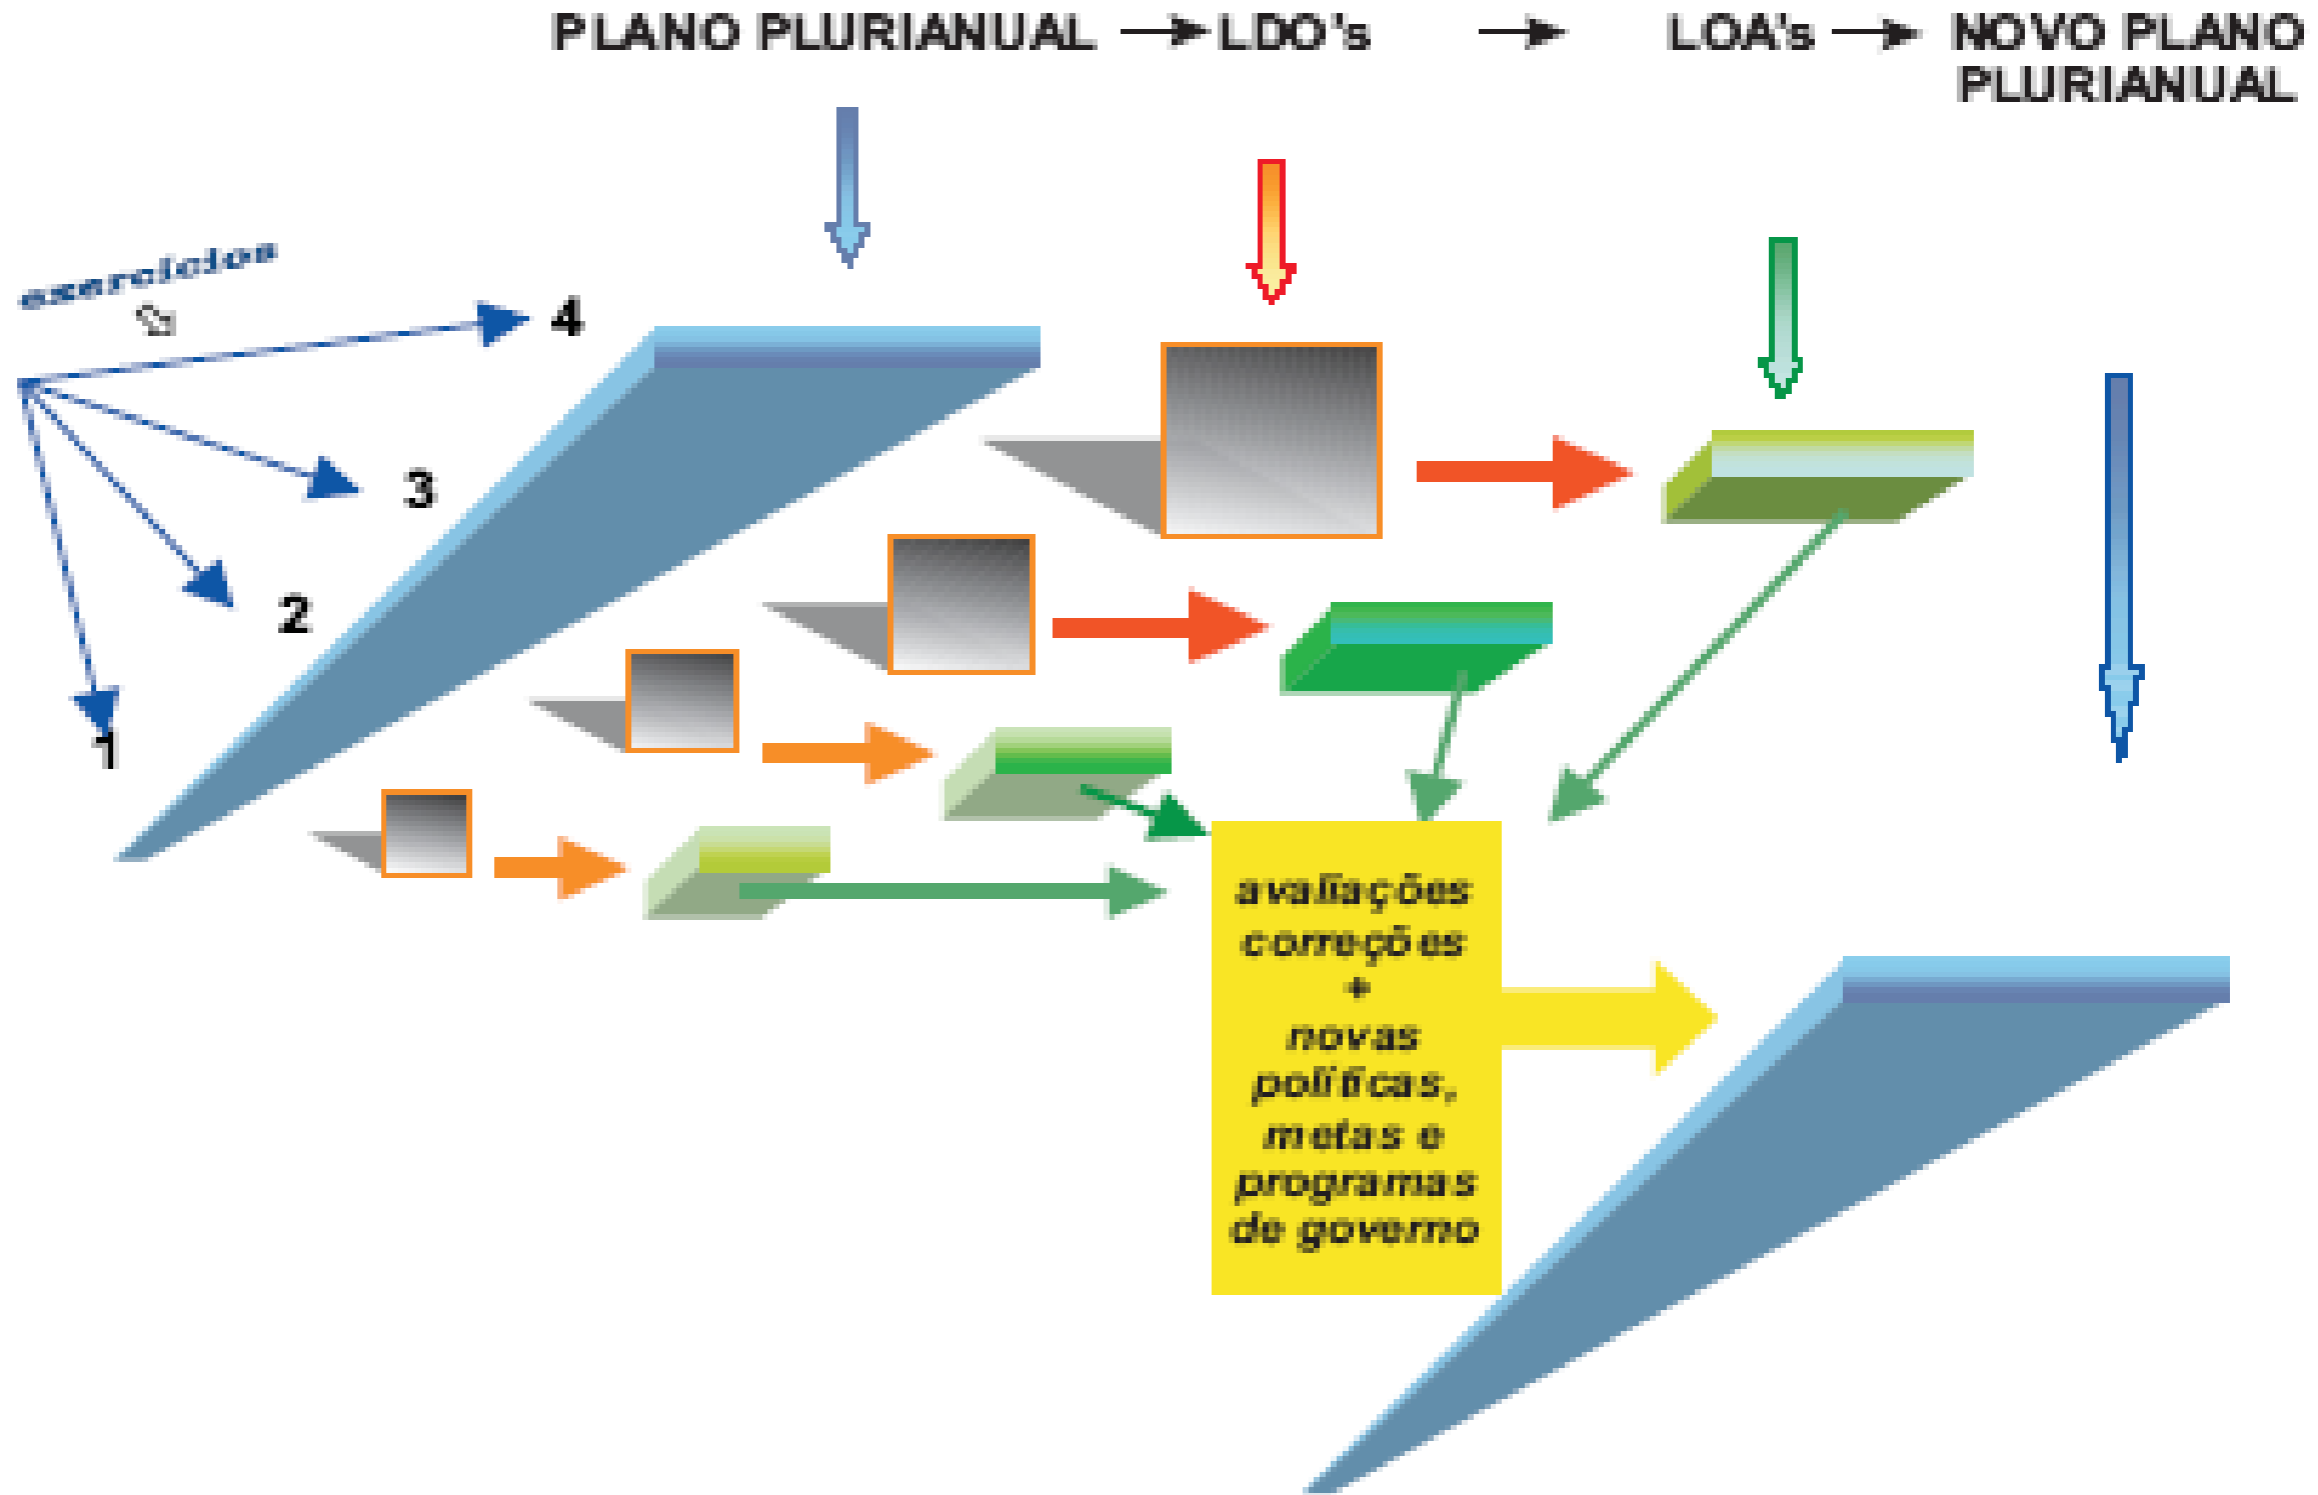 PLANO PLURIANUAL → LDO's → LOA's → NOVO PLANO
PLURIANUAL
exercícios
4
3
2
1
avaliações
correções
+
novas
políticas,
metas e
programas
de governo